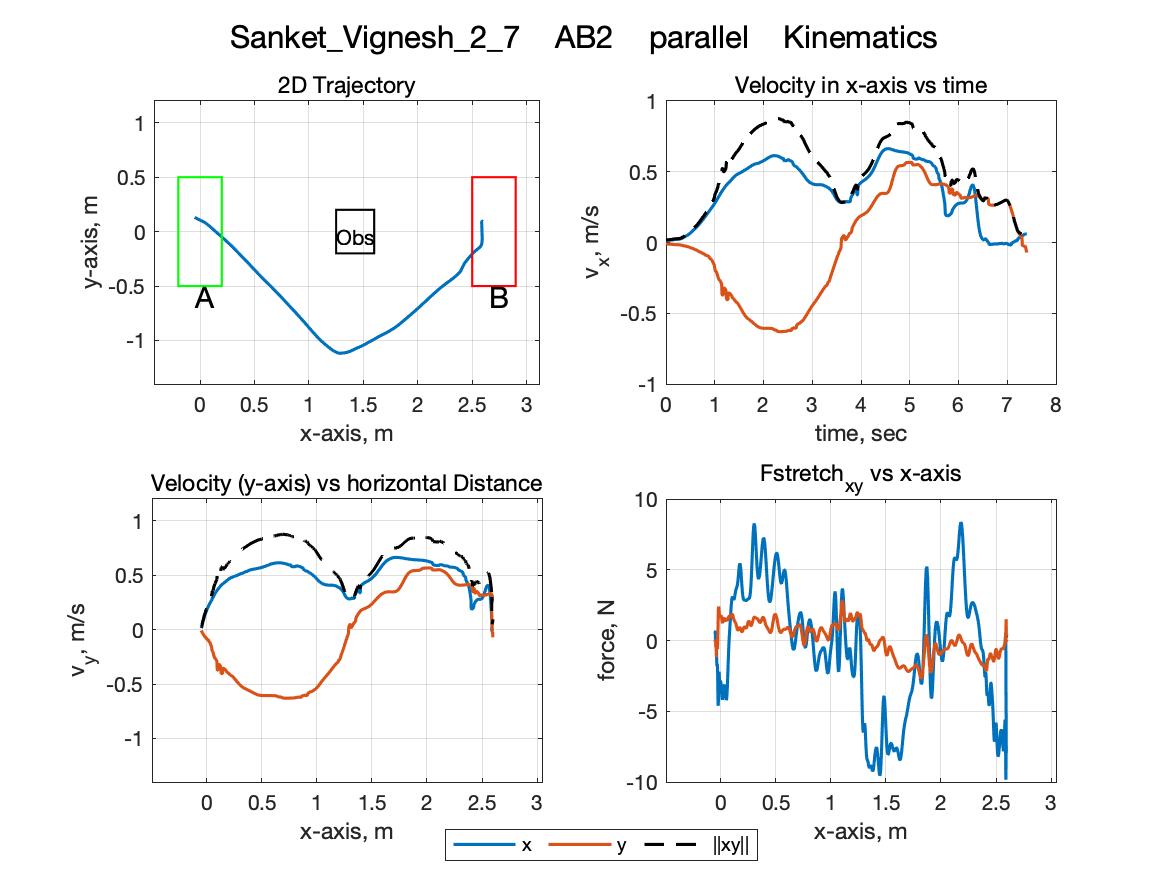 Sanket_Vignesh_2_7 AB2 parallel Kinematics
2D Trajectory
1
0.5
0
-0.5
-1
y-axis, m
Obs
A
B
0 0.5 1 1.5 2 2.5 3
x-axis, m
Velocity in x-axis vs time
1
0.5
0
-0.5
-1
v_x, m/s
0 1 2 3 4 5 6 7 8
time, sec
Velocity (y-axis) vs horizontal Distance
1
0.5
0
-0.5
-1
v_y, m/s
0 0.5 1 1.5 2 2.5 3
x-axis, m
Fstretch_xy vs x-axis
10
5
0
-5
-10
force, N
0 0.5 1 1.5 2 2.5 3
x-axis, m
x y ||xy||